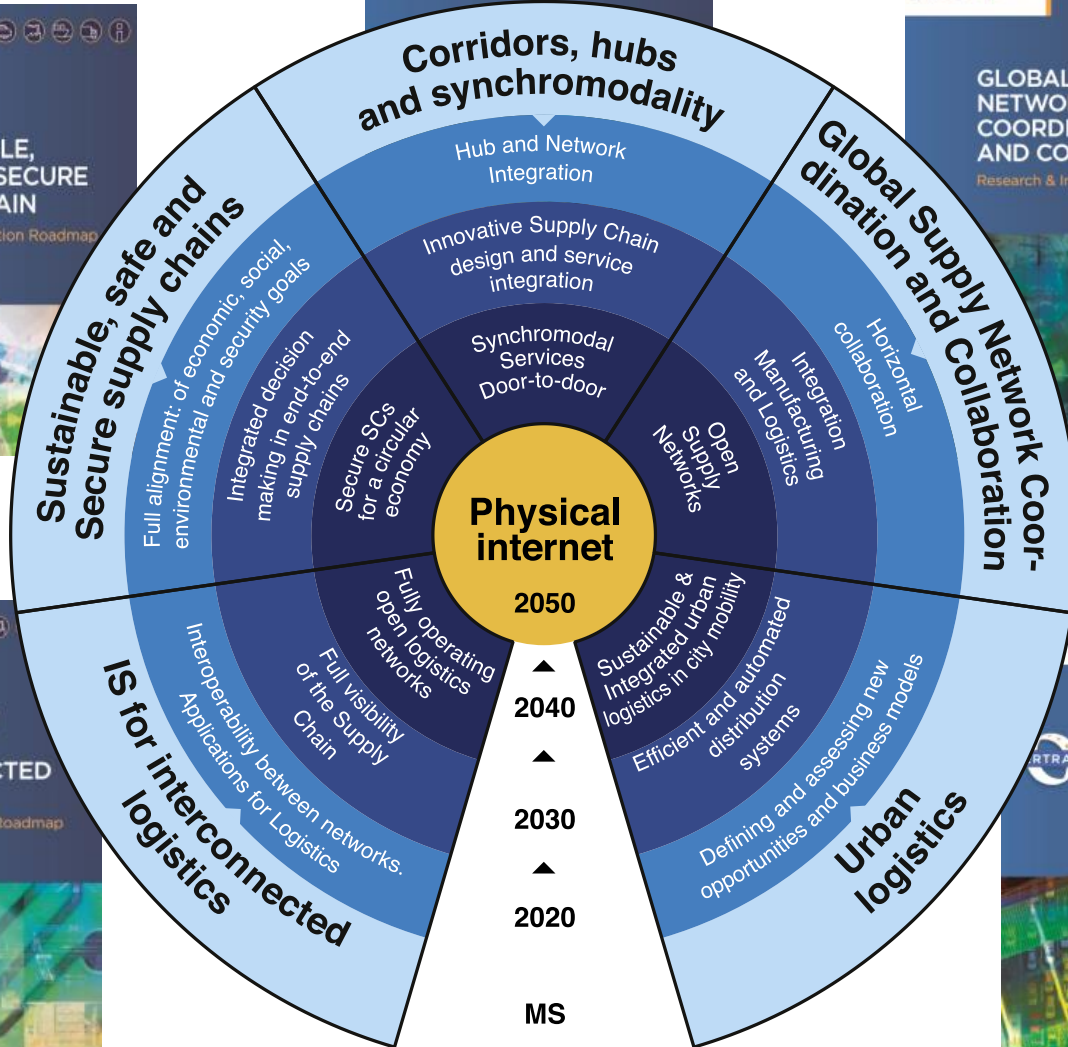 LE,
SECURE
AIN
tion Roadmap
GLOBAL
NETWO
COORDI
AND CO
Research & In
CTED
Roadmap
ERTRA
Corridors, hubs
and synchromodality
Hub and Network
Integration
Innovative Supply Chain
design and service
integration
Synchromodal
Services
Door-to-door
Global Supply Network Coor-
dination and Collaboration
Horizontal
collaboration
Integration
Manufacturing
and Logistics
Open
Supply
Networks
Urban
logistics
Defining and assessing new
opportunities and business models
Efficient and automated
distribution
systems
Sustainable &
Integrated urban
logistics in city mobility
IS for interconnected
logistics
Interoperability between networks.
Applications for Logistics
Full visibility
of the Supply
Chain
Fully operating
open logistics
networks
Sustainable, safe and
Secure supply chains
Full alignment: of economic, social,
environmental and security goals
Integrated decision
making in end-to-end
supply chains
Secure SCs
for a circular
economy
Physical
internet
2050
2040
2030
2020
MS